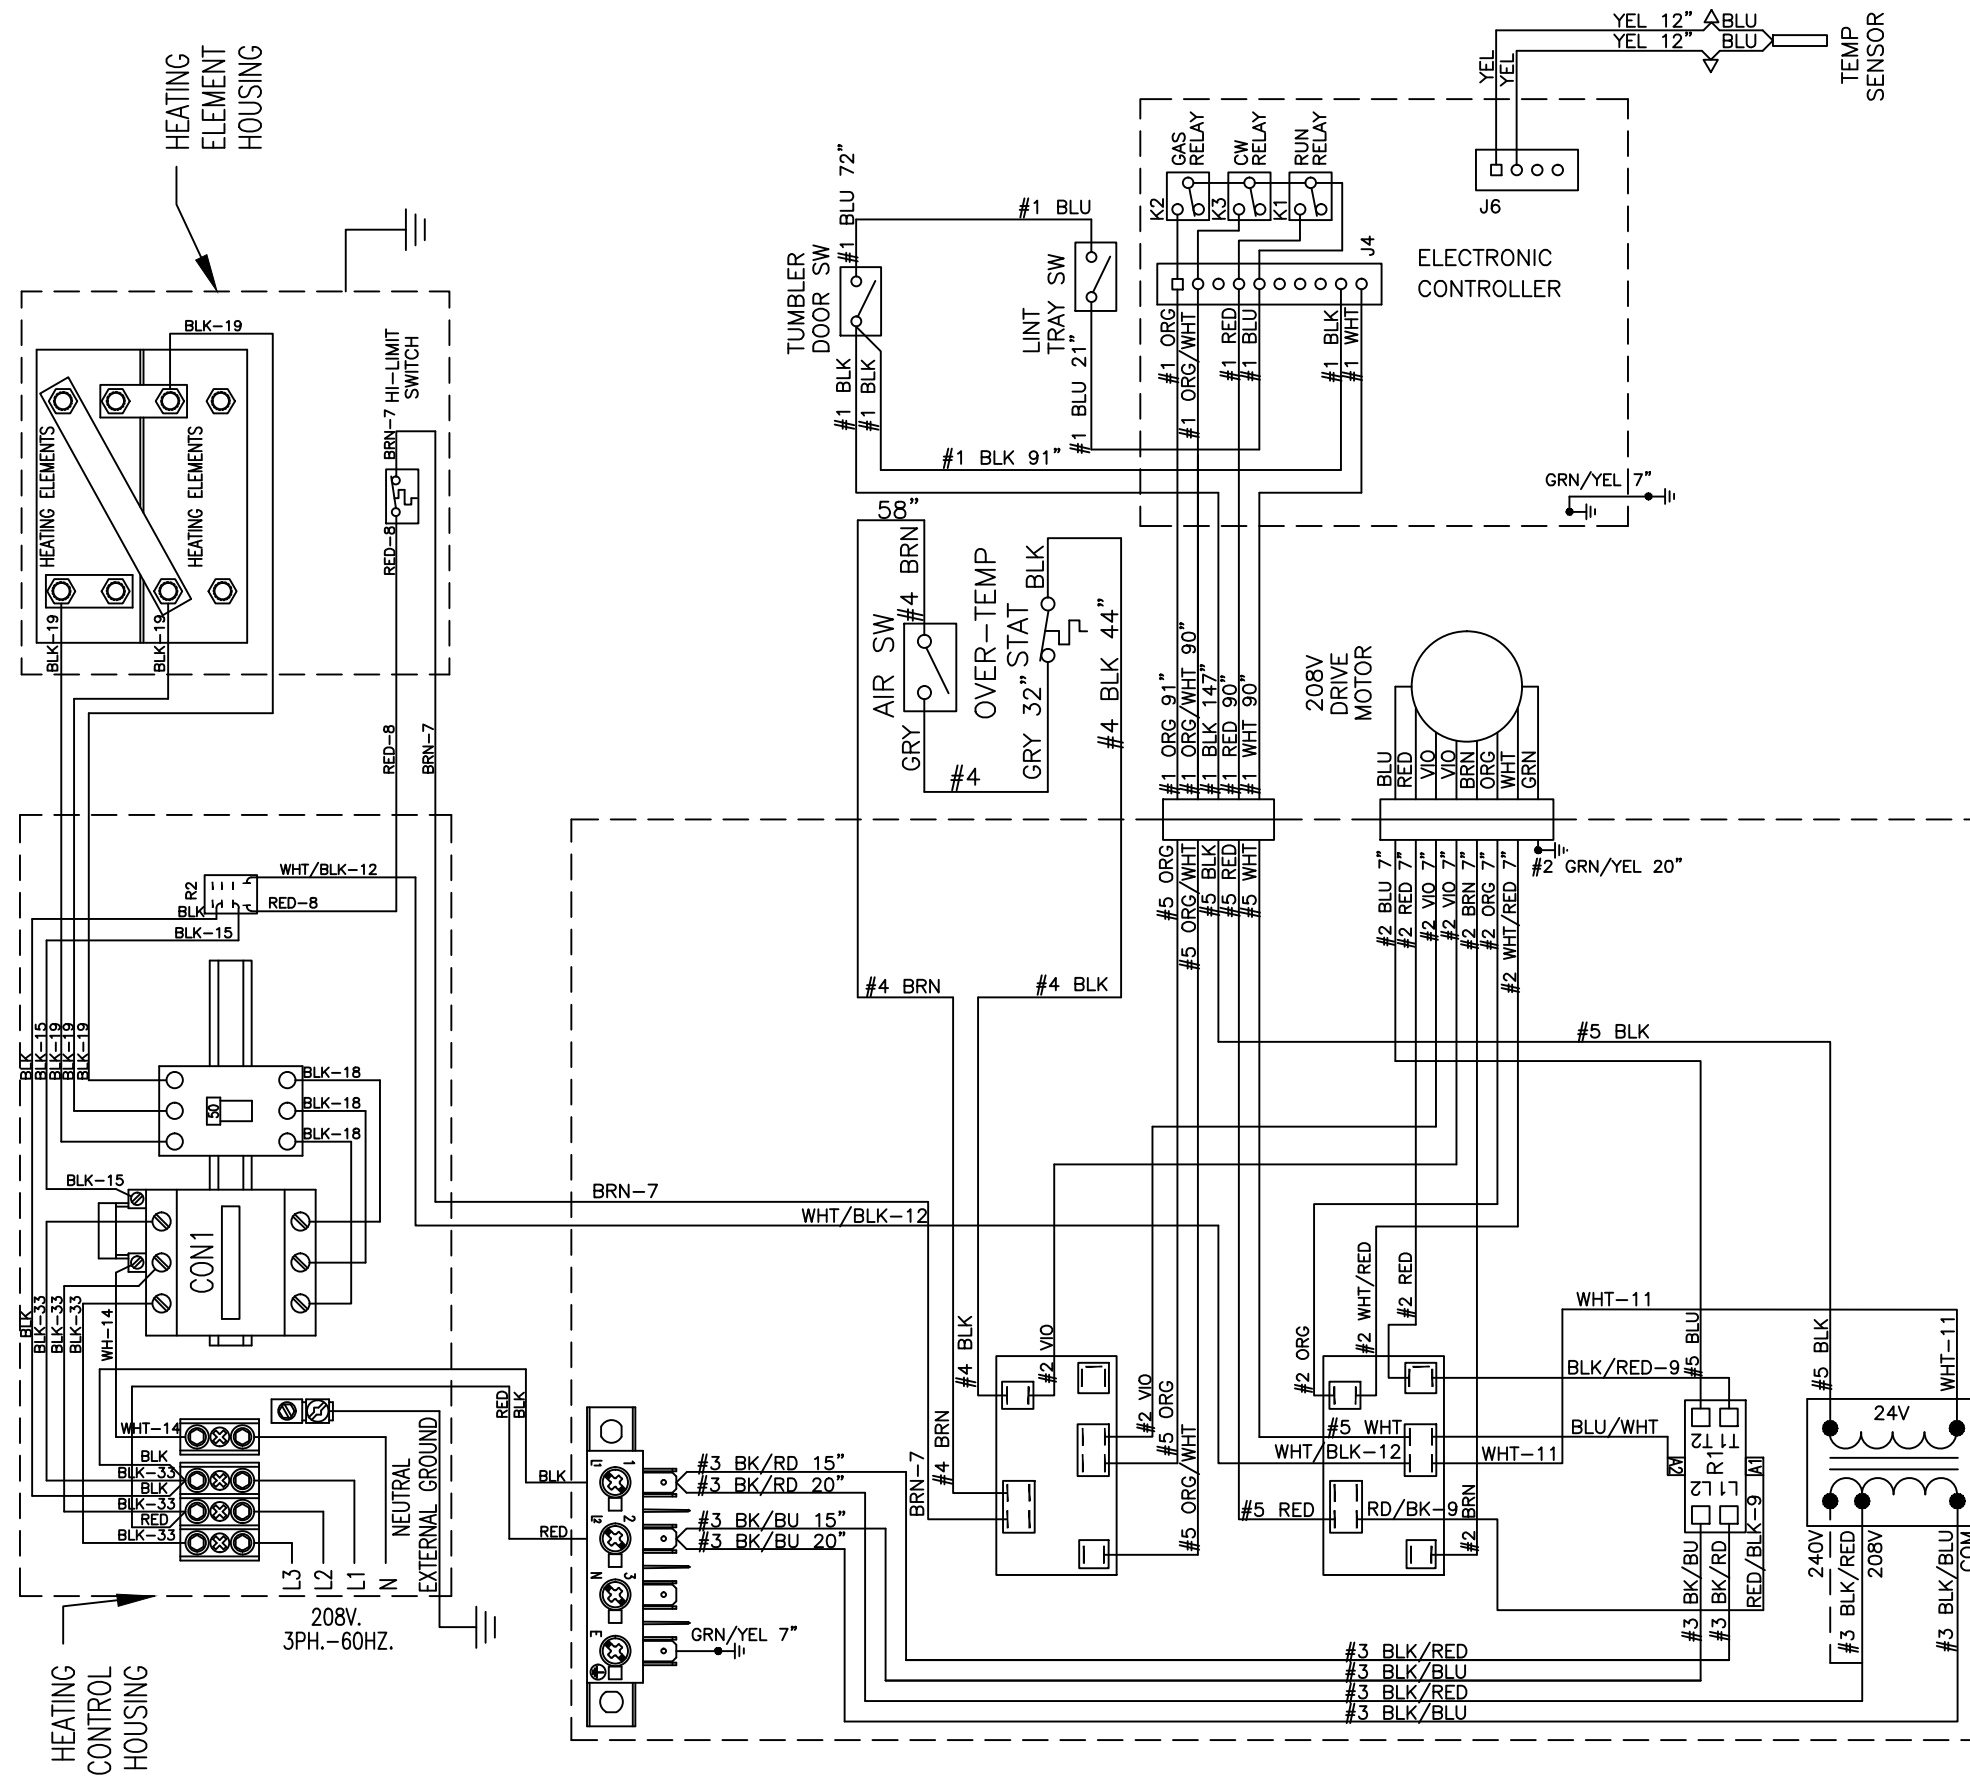 YEL 12” BLU
YEL 12” BLU
TEMP
SENSOR
YEL
YEL
J6
HEATING
ELEMENT
HOUSING
GAS
RELAY
CW
RELAY
RUN
RELAY
K2
K3
K1
J4
ELECTRONIC
CONTROLLER
#1 BLU 72”
#1 BLU
TUMBLER
DOOR SW
LINT
TRAY SW
#1 BLK
#1 BLK
#1 BLU 21”
#1 ORG
#1 ORG/WHT
#1 RED
#1 BLU
#1 BLK
#1 WHT
#1 BLK 91”
GRN/YEL 7”
BLK-19
HEATING ELEMENTS
HEATING ELEMENTS
BRN-7
HI-LIMIT
SWITCH
RED-8
BLK-19
BLK-19
RED-8
BRN-7
58”
#4 BRN
AIR SW
GRY
#4
OVER-TEMP
STAT
GRY 32”
BLK
#4 BLK 44”
#1 ORG 91”
#1 ORG/WHT 90”
#1 BLK 147”
#1 RED 90”
#1 WHT 90”
208V
DRIVE
MOTOR
BLU
RED
VIO
VIO
BRN
ORG
WHT
GRN
#5 ORG
#5 ORG/WHT
#5 BLK
#5 RED
#5 WHT
#2 BLU 7”
#2 RED 7”
#2 VIO 7”
#2 VIO 7”
#2 BRN 7”
#2 ORG 7”
#2 WHT/RED 7”
#2 GRN/YEL 20”
R2
WHT/BLK-12
RED-8
BLK
BLK-15
#4 BRN
#4 BLK
#5 BLK
BLK
BLK-15
BLK-19
BLK-19
BLK-19
BLK-18
BLK-18
BLK-18
50
BLK-15
CON1
BRN-7
WHT/BLK-12
BLK
BLK-33
BLK-33
BLK-33
WH-14
RED
BLK
WHT-14
BLK
BLK-33
BLK
BLK-33
RED
BLK-33
L3
L2
L1
N
NEUTRAL
EXTERNAL GROUND
208V.
3PH.-60HZ.
HEATING
CONTROL
HOUSING
BLK
RED
L1
1
L2
2
N
3
E
#3 BK/RD 15”
#3 BK/RD 20”
#3 BK/BU 15”
#3 BK/BU 20”
GRN/YEL 7”
BRN-7
#4 BRN
#4 BLK
#2 VIO
#2 VIO
#5 ORG
#5 ORG/WHT
#2 ORG
#2 WHT/RED
#2 RED
#5 WHT
WHT/BLK-12
#5 RED
RD/BK-9
#2 BRN
WHT-11
WHT-11
BLK/RED-9
BLU/WHT
#5 BLU
T1 T2
A2
R1
A1
L1 L2
#3 BK/BU
#3 BK/RD
RED/BLK-9
#5 BLK
WHT-11
24V
240V
#3 BLK/RED
208V
#3 BLK/BLU
COM
#3 BLK/RED
#3 BLK/BLU
#3 BLK/RED
#3 BLK/BLU